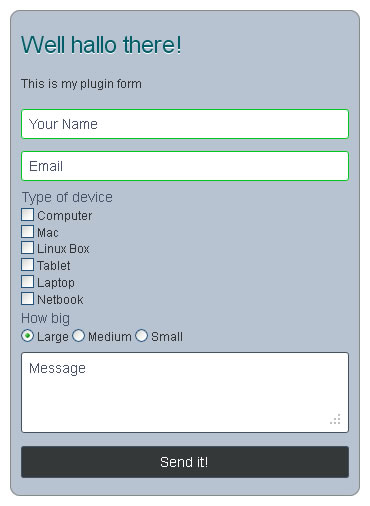 Well hallo there!
This is my plugin form
Your Name
Email
Type of device
Computer
Mac
Linux Box
Tablet
Laptop
Netbook
How big
Large Medium Small
Message
Send it!